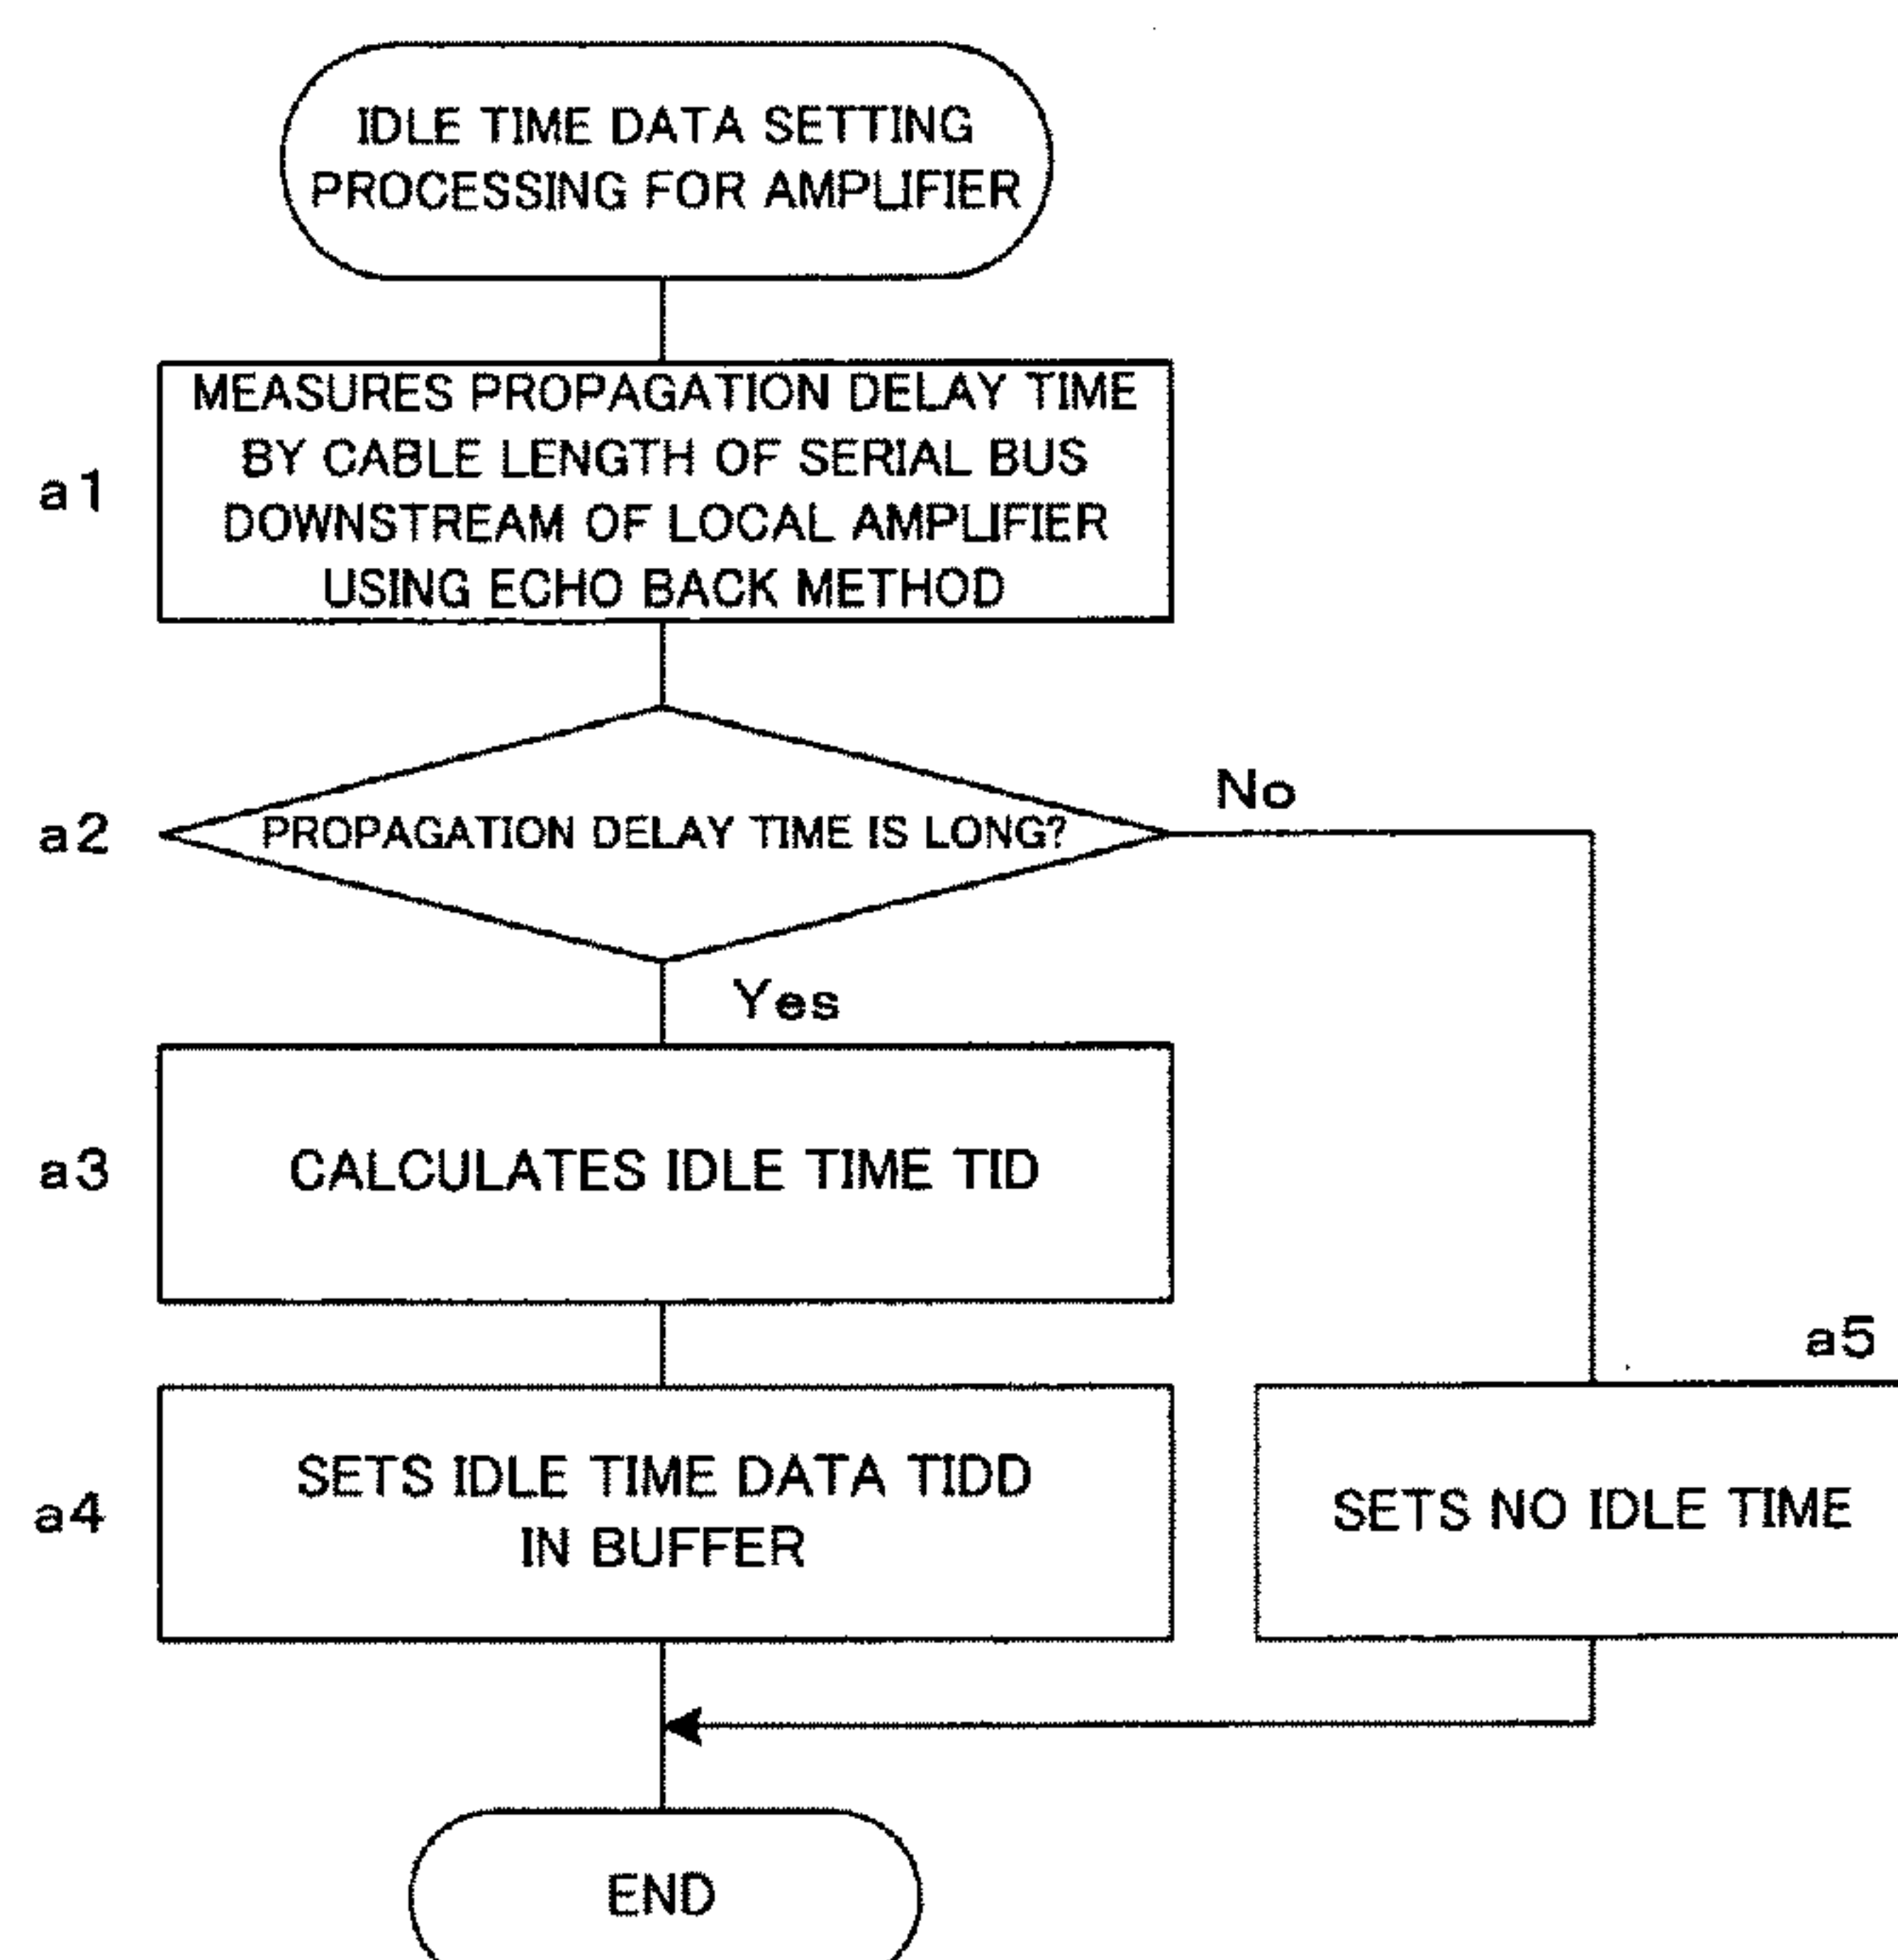 IDLE TIME DATA SETTING
PROCESSING FOR AMPLIFIER
a1
MEASURES PROPAGATION DELAY TIME
BY CABLE LENGTH OF SERIAL BUS
DOWNSTREAM OF LOCAL AMPLIFIER
USING ECHO BACK METHOD
a2
PROPAGATION DELAY TIME IS LONG?
No
Yes
a3
CALCULATES IDLE TIME TID
a4
SETS IDLE TIME DATA TIDD
IN BUFFER
a5
SETS NO IDLE TIME
END